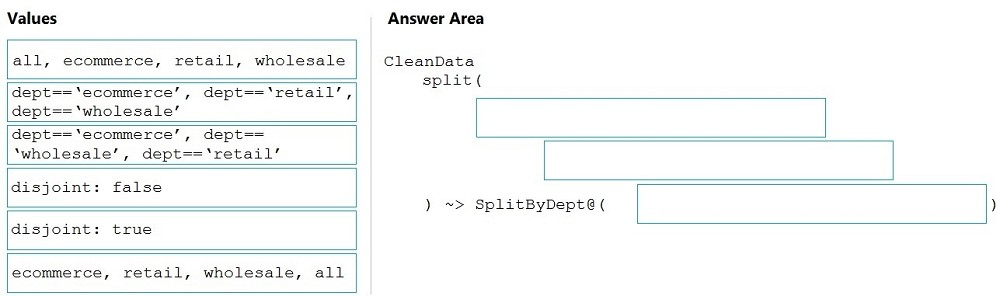 Values
all, ecommerce, retail, wholesale
dept==‘ecommerce’, dept==‘retail’,
dept==‘wholesale’
dept==‘ecommerce’, dept==
‘wholesale’, dept==‘retail’
disjoint: false
disjoint: true
ecommerce, retail, wholesale, all
Answer Area
CleanData
split(
) ~> SplitByDept@( )